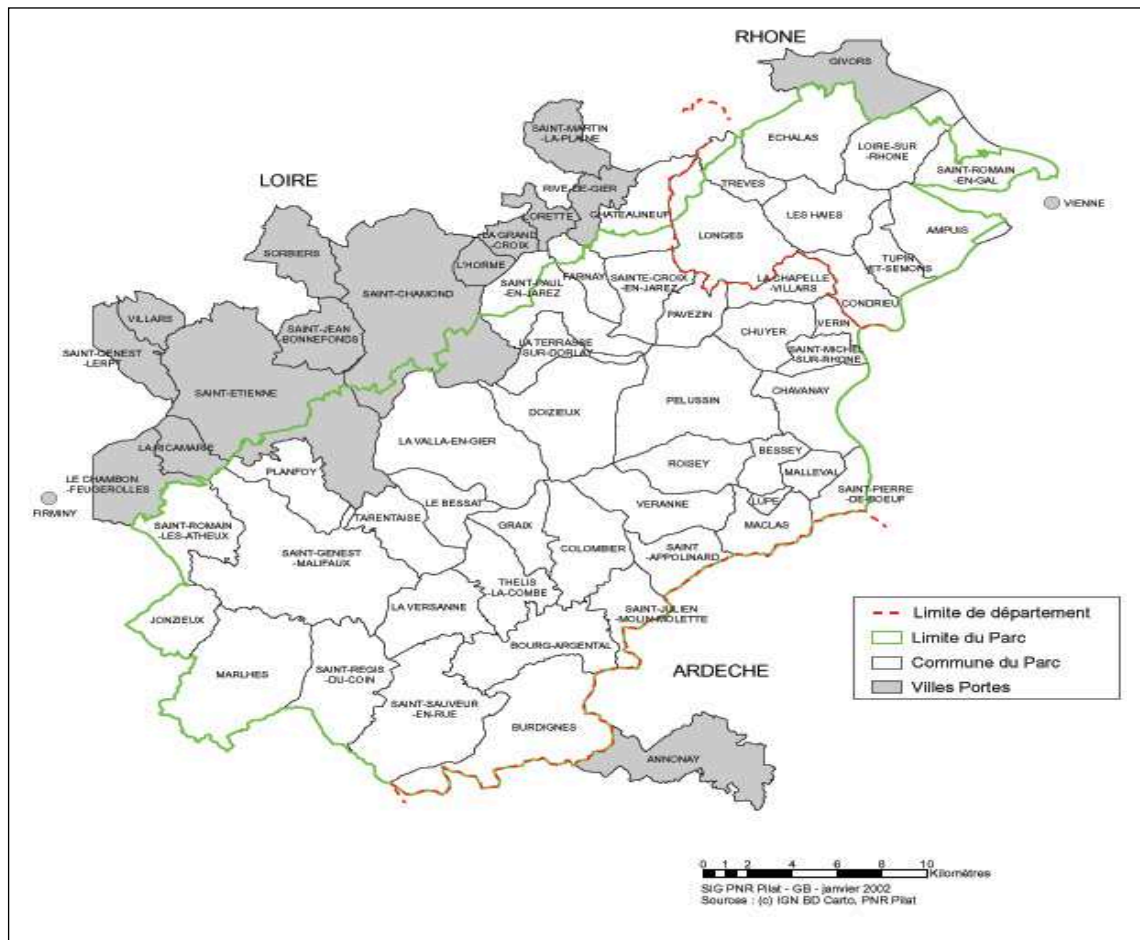 RHONE
GIVORS
SAINT-MARTIN
-LA-PLAINE
ECHALAS
LOIRE-SUR
-RHONE
SAINT-ROMAIN
-EN-GAL
LOIRE
RIVE-DE-GIER
TREVES
VIENNE
LORETTE
CHATEAUNEUF
LES HAIES
AMPUIS
LA GRAND
-CROIX
LONGES
SORBIERS
TUPIN
-ET-SEMONS
L'HORME
FARNAY
SAINTE-CROIX
-EN-JAREZ
SAINT-PAUL
-EN-JAREZ
LA CHAPELLE
-VILLARS
SAINT-CHAMOND
CONDRIEU
PAVEZIN
VILLARS
SAINT-JEAN
BONNEFONDS
CHUYER
VERIN
LA TERRASSE
-SUR-DORLAY
SAINT-MICHEL
-SUR-RHONE
SAINT-GENEST
-LERPT
SAINT-ETIENNE
CHAVANAY
PELUSSIN
DOIZIEUX
LA VALLA-EN-GIER
LA RICAMARIE
BESSEY
ROISEY
PLANFOY
MALLEVAL
LE CHAMBON
-FEUGEROLLES
SAINT-PIERRE
-DE-BOEUF
FIRMINY
LE BESSAT
VERANNE
LUPE
TARENTAISE
MACLAS
SAINT-ROMAIN
-LES-ATHEUX
GRAIX
COLOMBIER
SAINT
-APPOLINARD
SAINT-GENEST
-MALIFAUX
THELIS
-LA-COMBE
LA VERSANNE
SAINT-JULIEN
-MOLIN-MOLETTE
JONZIEUX
BOURG-ARGENTAL
MARLHES
SAINT-REGIS
-DU-COIN
ARDECHE
SAINT-SAUVEUR
-EN-RUE
BURDIGNES
ANNONAY
Limite de département
Limite du Parc
Commune du Parc
Villes Portes
0 1 2 4 6 8 10
Kilomètres
SIG PNR Pilat - GB - janvier 2002
Sources : (c) IGN BD Carto, PNR Pilat